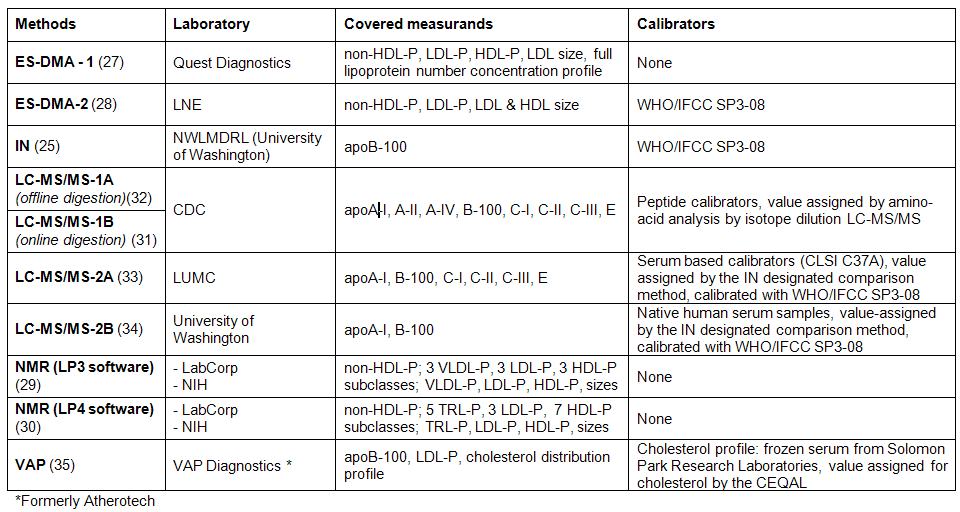 Methods Laboratory Covered measurands Calibrators
ES-DMA - 1 (27) Quest Diagnostics non-HDL-P, LDL-P, HDL-P, LDL size, full lipoprotein number concentration profile None
ES-DMA-2 (28) LNE non-HDL-P, LDL-P, LDL & HDL size WHO/IFCC SP3-08
IN (25) NWLMDRL (University of Washington) apoB-100 WHO/IFCC SP3-08
LC-MS/MS-1A
(offline digestion)(32)
LC-MS/MS-1B
(online digestion) (31)
CDC
apoA-I, A-II, A-IV, B-100, C-I, C-II, C-III, E
Peptide calibrators, value assigned by amino-
acid analysis by isotope dilution LC-MS/MS
LC-MS/MS-2A (33)
LUMC
apoA-I, B-100, C-I, C-II, C-III, E
Serum based calibrators (CLSI C37A), value
assigned by the IN designated comparison
method, calibrated with WHO/IFCC SP3-08
LC-MS/MS-2B (34)
University of
Washington
apoA-I, B-100
Native human serum samples, value-assigned
by the IN designated comparison method,
calibrated with WHO/IFCC SP3-08
NMR (LP3 software)
(29)
- LabCorp
- NIH
non-HDL-P; 3 VLDL-P, 3 LDL-P, 3 HDL-P
subclasses; VLDL-P, LDL-P, HDL-P, sizes
None
NMR (LP4 software)
(30)
- LabCorp
- NIH
non-HDL-P; 5 TRL-P, 3 LDL-P, 7 HDL-P
subclasses; TRL-P, LDL-P, HDL-P, sizes
None
VAP (35)
VAP Diagnostics *
apoB-100, LDL-P, cholesterol distribution
profile
Cholesterol profile: frozen serum from Solomon
Park Research Laboratories, value assigned for
cholesterol by the CEQAL
*Formerly Atherotech